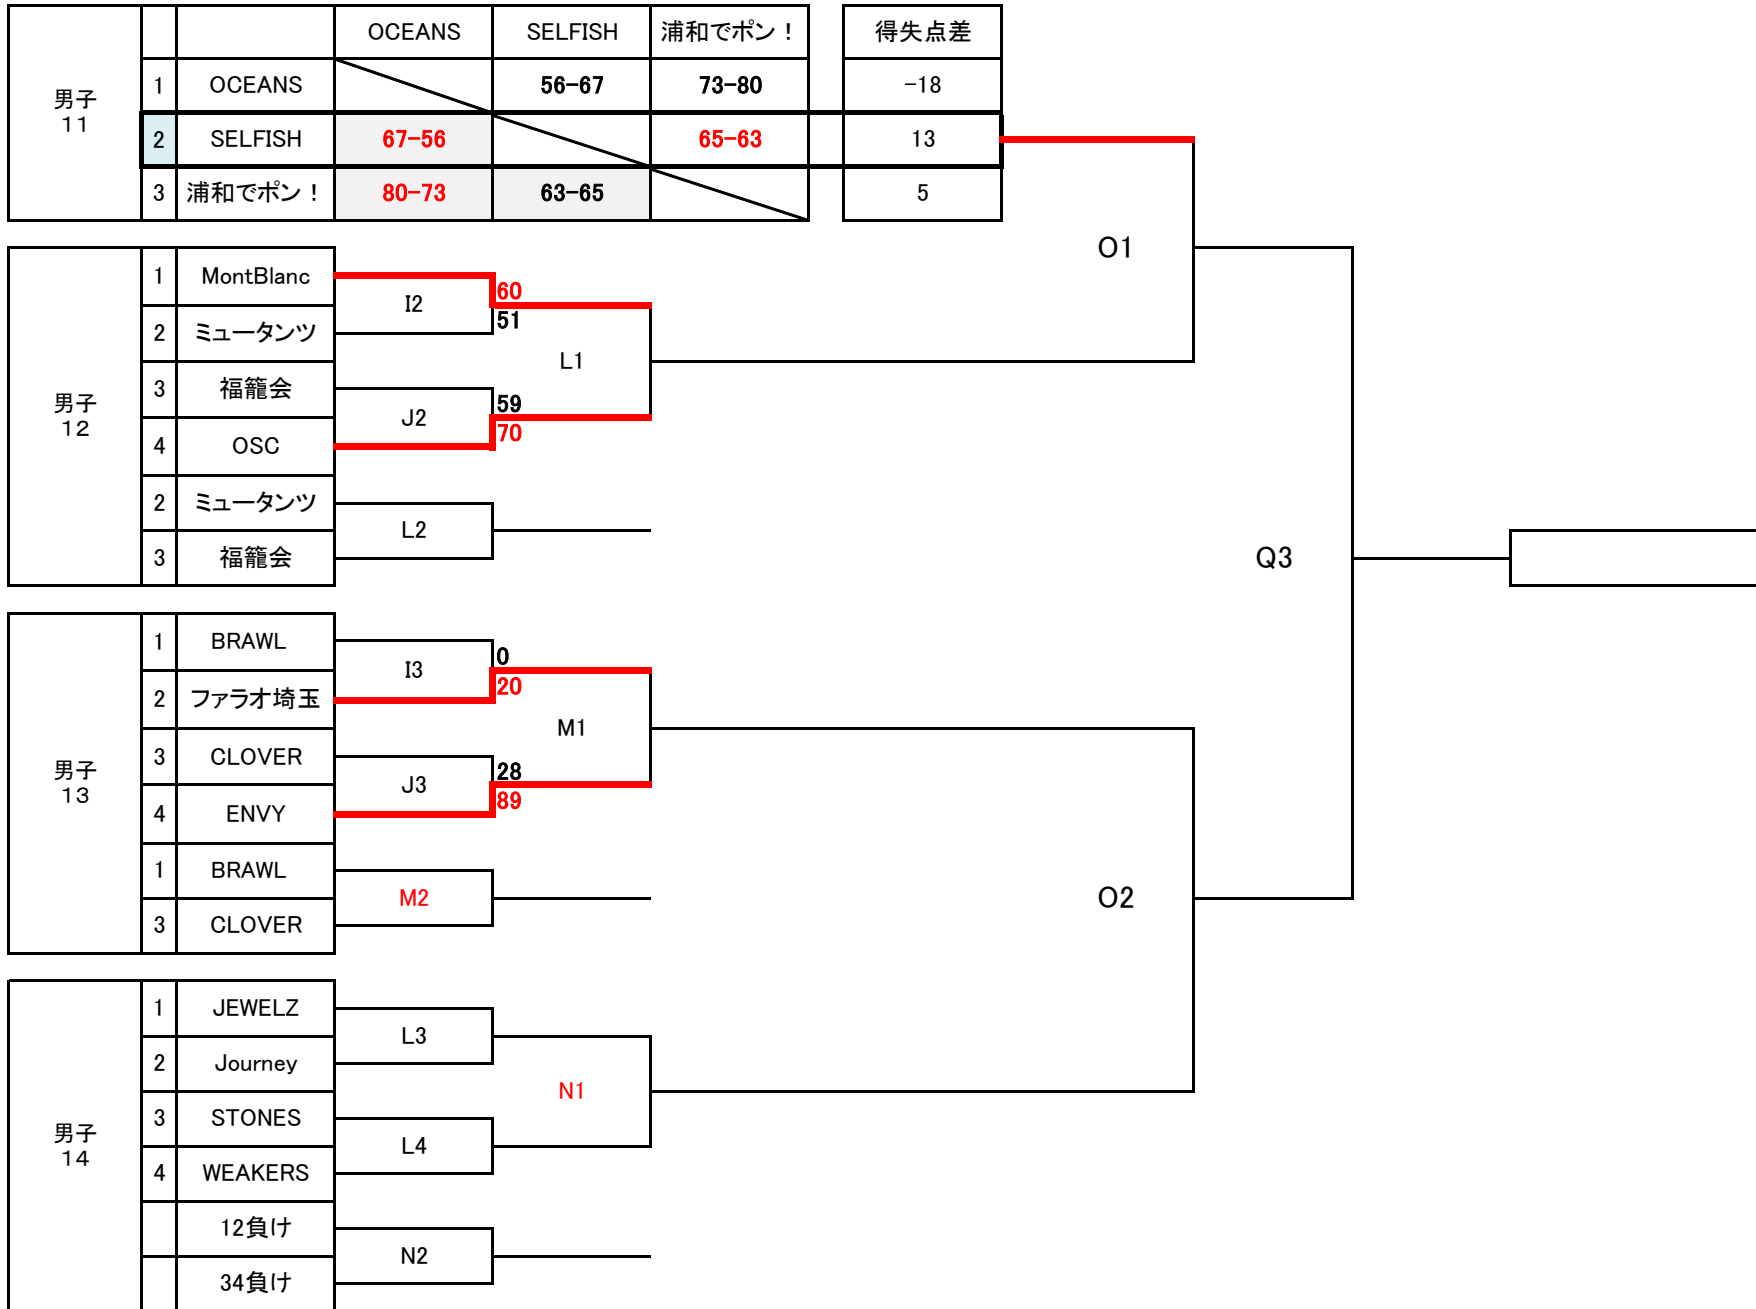 OCEANS SELFISH 浦和でポン！ 得失点差
男子
11
1 OCEANS 56-67 73-80 -18
2 SELFISH 67-56 65-63 13
3 浦和でポン！ 80-73 63-65 5
O1
男子
12
1 MontBlanc
I2
60
51
2 ミュータンツ
L1
3 福籠会
J2
59
70
4 OSC
2 ミュータンツ
L2
3 福籠会
Q3
男子
13
1 BRAWL
I3
0
20
2 ファラオ埼玉
M1
3 CLOVER
J3
28
89
4 ENVY
1 BRAWL
M2
3 CLOVER
O2
男子
14
1 JEWELZ
L3
2 Journey
N1
3 STONES
L4
4 WEAKERS
12負け
N2
34負け